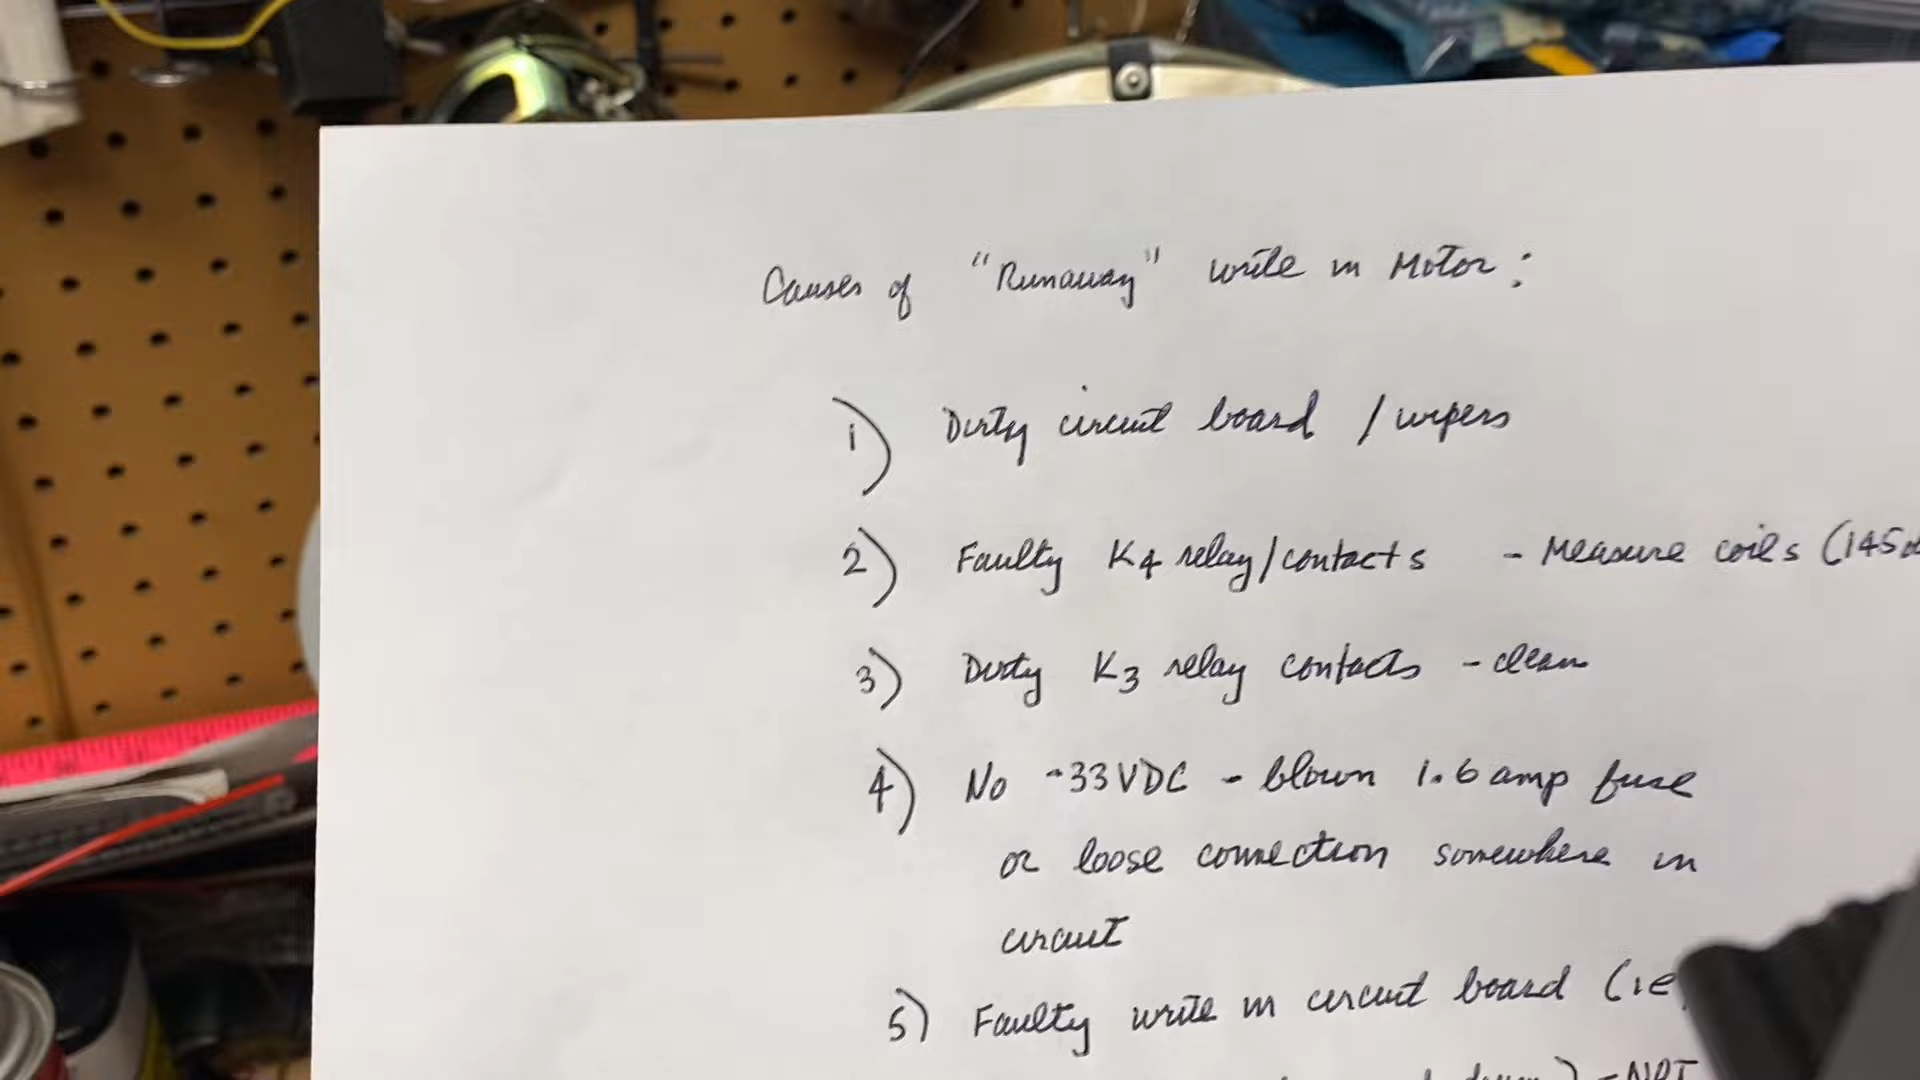 Causes of "Runaway" write in Motor:
1) Dirty circuit board / wipers
2) Faulty K4 relay/contacts - Measure coils (145
3) Dirty K3 relay contacts - clean
4) No -33VDC - blown 1.6 amp fuse
or loose connection somewhere in
circuit
5) Faulty write in circuit board (ie
) - NOT